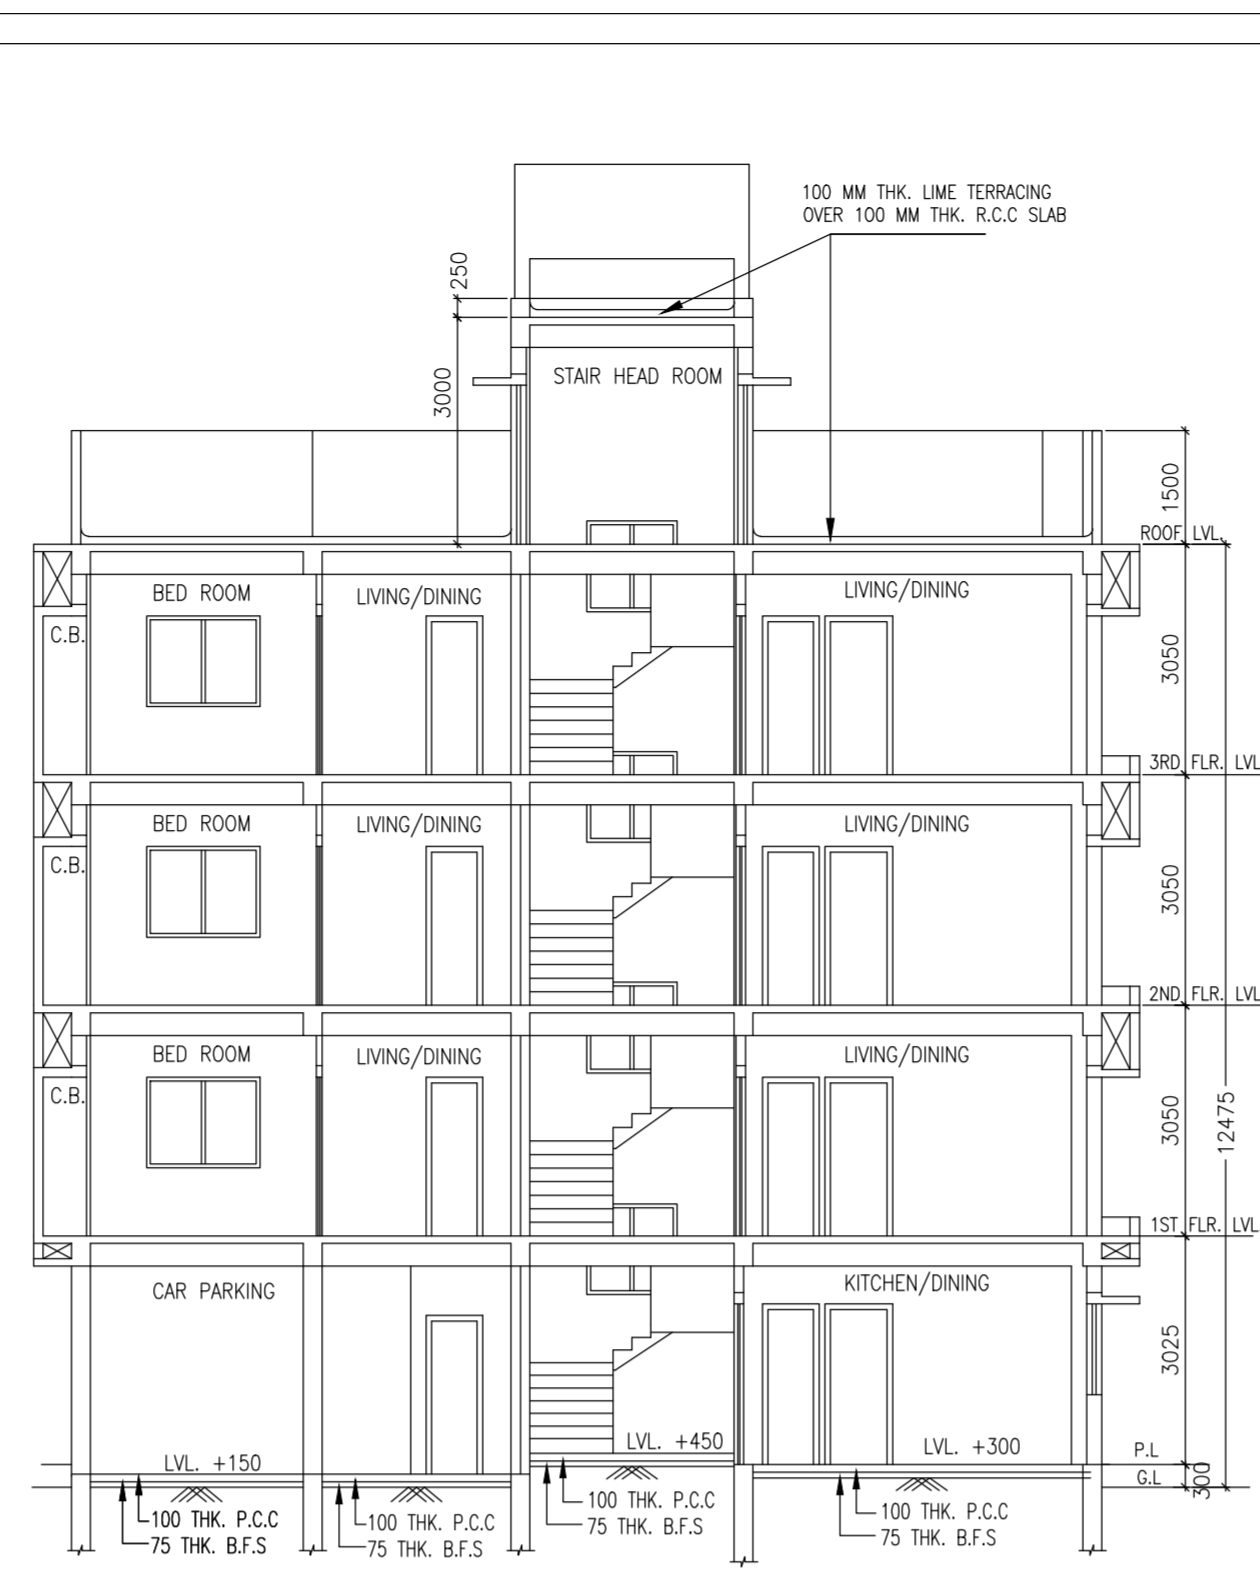 100 MM THK. LIME TERRACING
OVER 100 MM THK. R.C.C SLAB
250
3000
STAIR HEAD ROOM
1500
ROOF LVL.
BED ROOM
LIVING/DINING
LIVING/DINING
C.B.
3050
3RD FLR. LVL
BED ROOM
LIVING/DINING
LIVING/DINING
C.B.
3050
2ND FLR. LVL
BED ROOM
LIVING/DINING
LIVING/DINING
C.B.
3050
12475
1ST FLR. LVL
CAR PARKING
KITCHEN/DINING
3025
LVL. +150
LVL. +450
LVL. +300
P.L
G.L
300
100 THK. P.C.C
75 THK. B.F.S
100 THK. P.C.C
75 THK. B.F.S
100 THK. P.C.C
75 THK. B.F.S
100 THK. P.C.C
75 THK. B.F.S